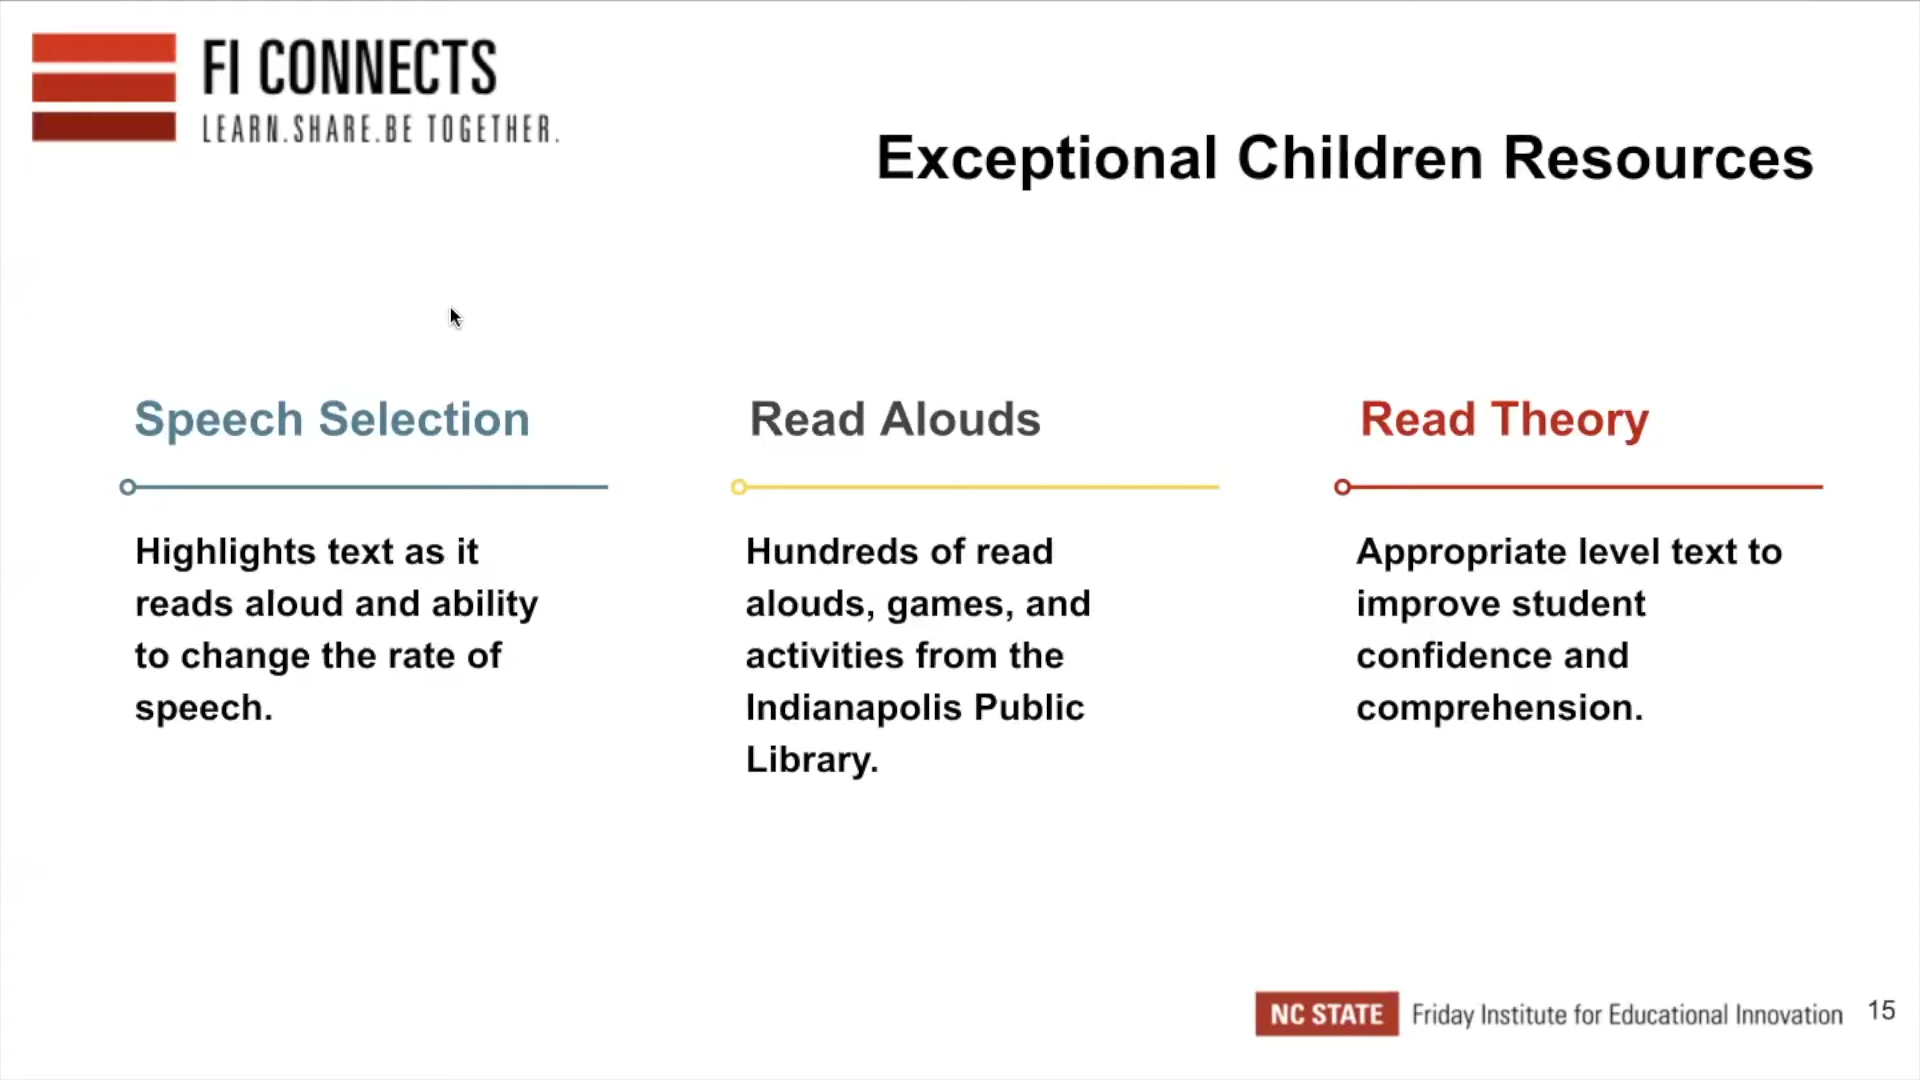 FI CONNECTS
LEARN.SHARE.BE TOGETHER.
Exceptional Children Resources
Speech Selection
Highlights text as it
reads aloud and ability
to change the rate of
speech.
Read Alouds
Hundreds of read
alouds, games, and
activities from the
Indianapolis Public
Library.
Read Theory
Appropriate level text to
improve student
confidence and
comprehension.
NC STATE Friday Institute for Educational Innovation 15